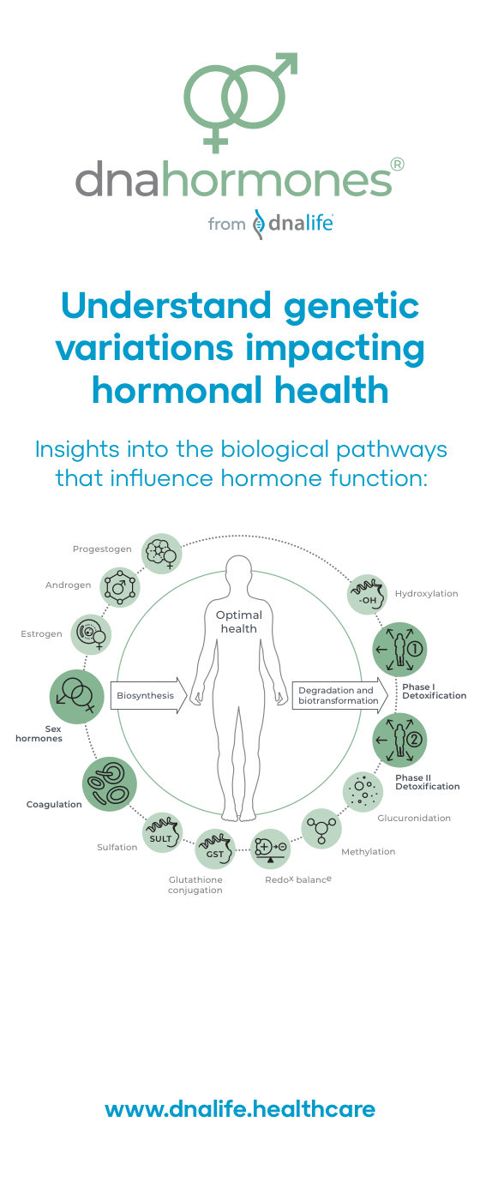 dnahormones®
from dnalife
Understand genetic
variations impacting
hormonal health
Insights into the biological pathways
that influence hormone function:
Progestogen
Androgen
Estrogen
Sex
hormones
Coagulation
Sulfation
SULT
Glutathione
conjugation
GST
Redox balance
Methylation
Glucuronidation
Phase II
Detoxification
2
Phase I
Detoxification
1
Hydroxylation
-OH
Optimal
health
Biosynthesis
Degradation and
biotransformation
www.dnalife.healthcare